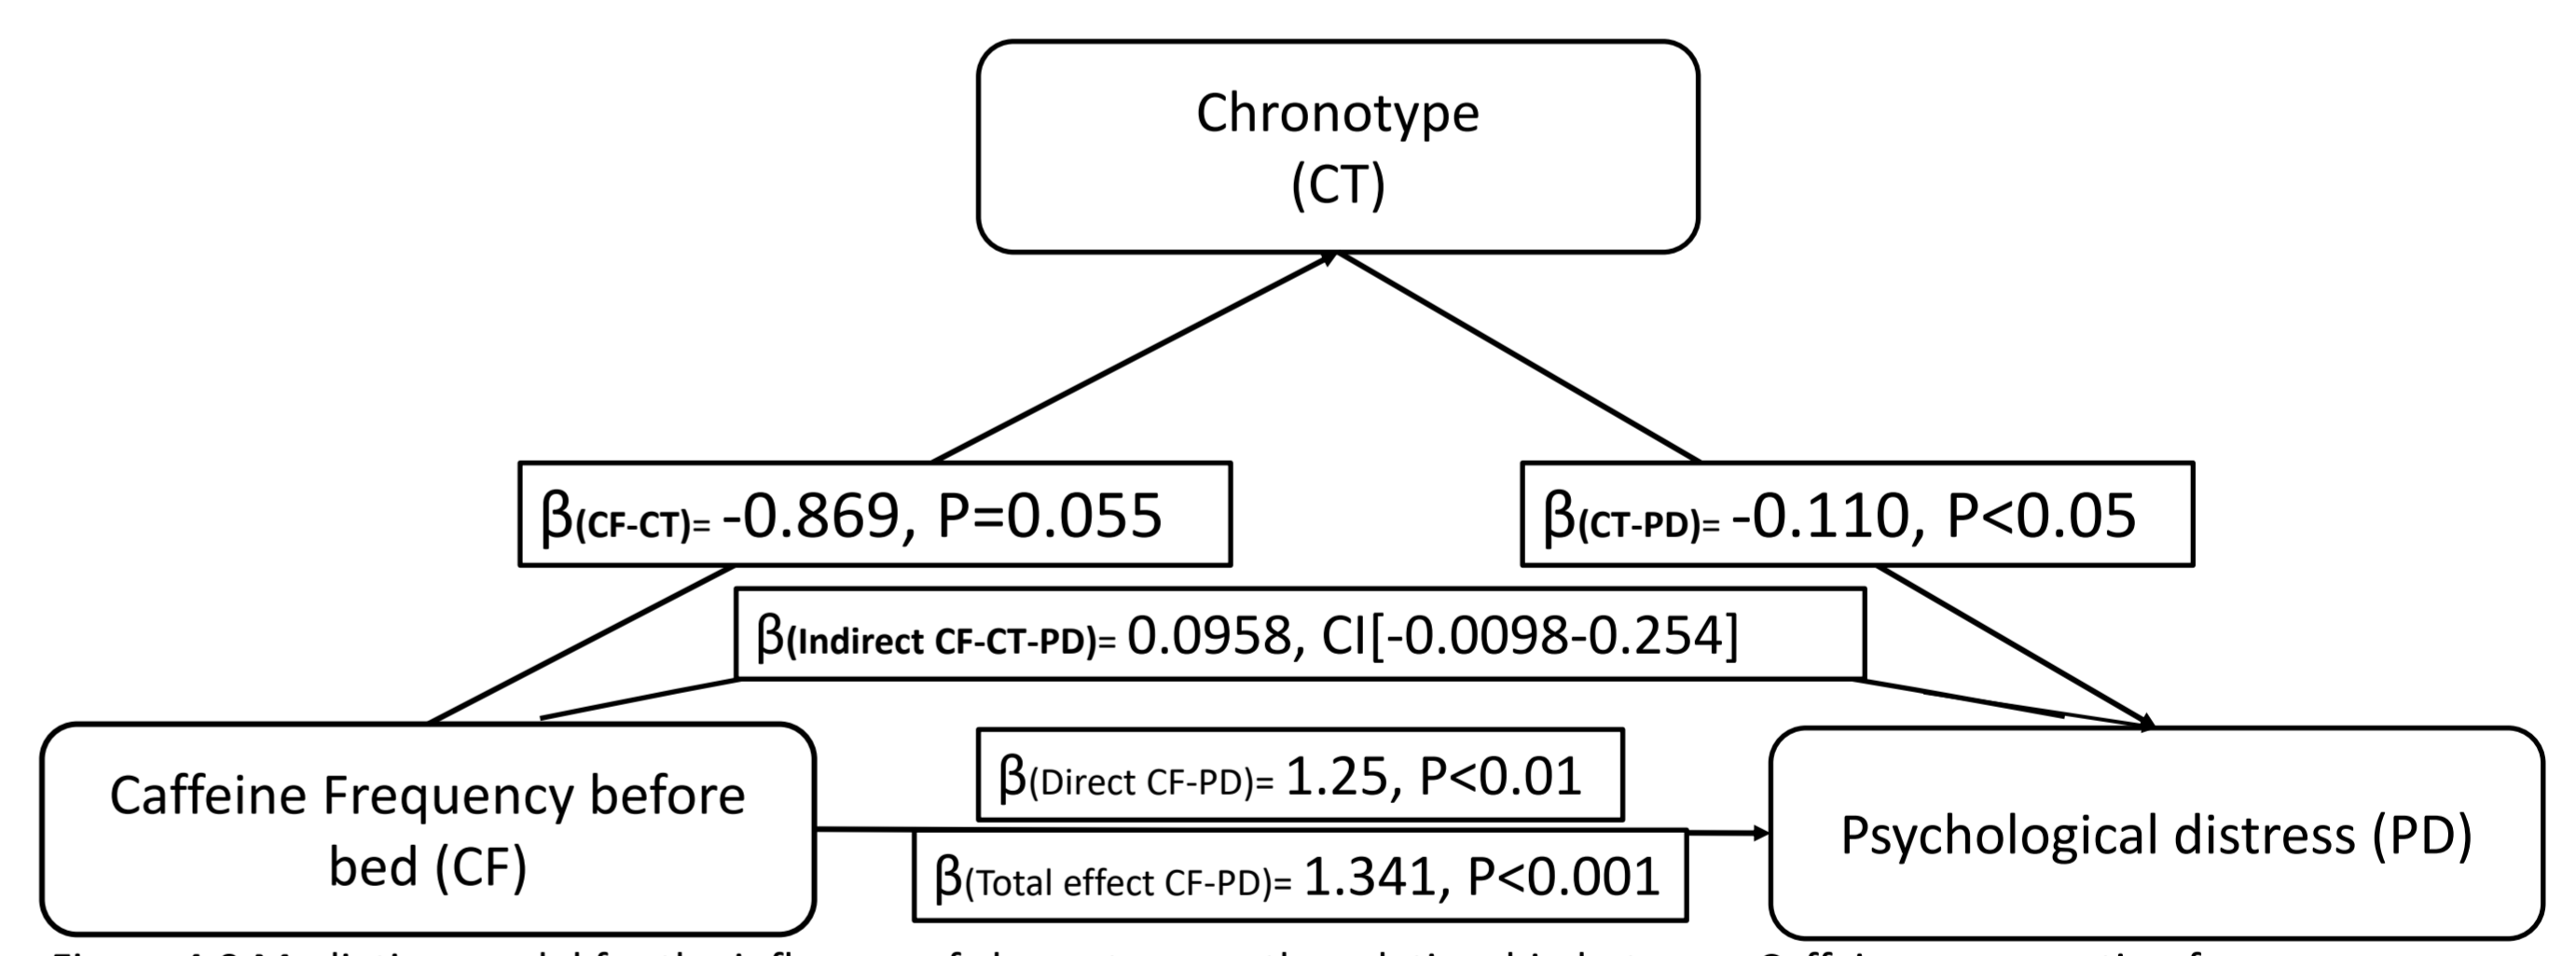 Chronotype
(CT)
β(CF-CT)= -0.869, P=0.055
β(CT-PD)= -0.110, P<0.05
β(Indirect CF-CT-PD)= 0.0958, CI[-0.0098-0.254]
β(Direct CF-PD)= 1.25, P<0.01
Caffeine Frequency before
bed (CF)
Psychological distress (PD)
β(Total effect CF-PD)= 1.341, P<0.001